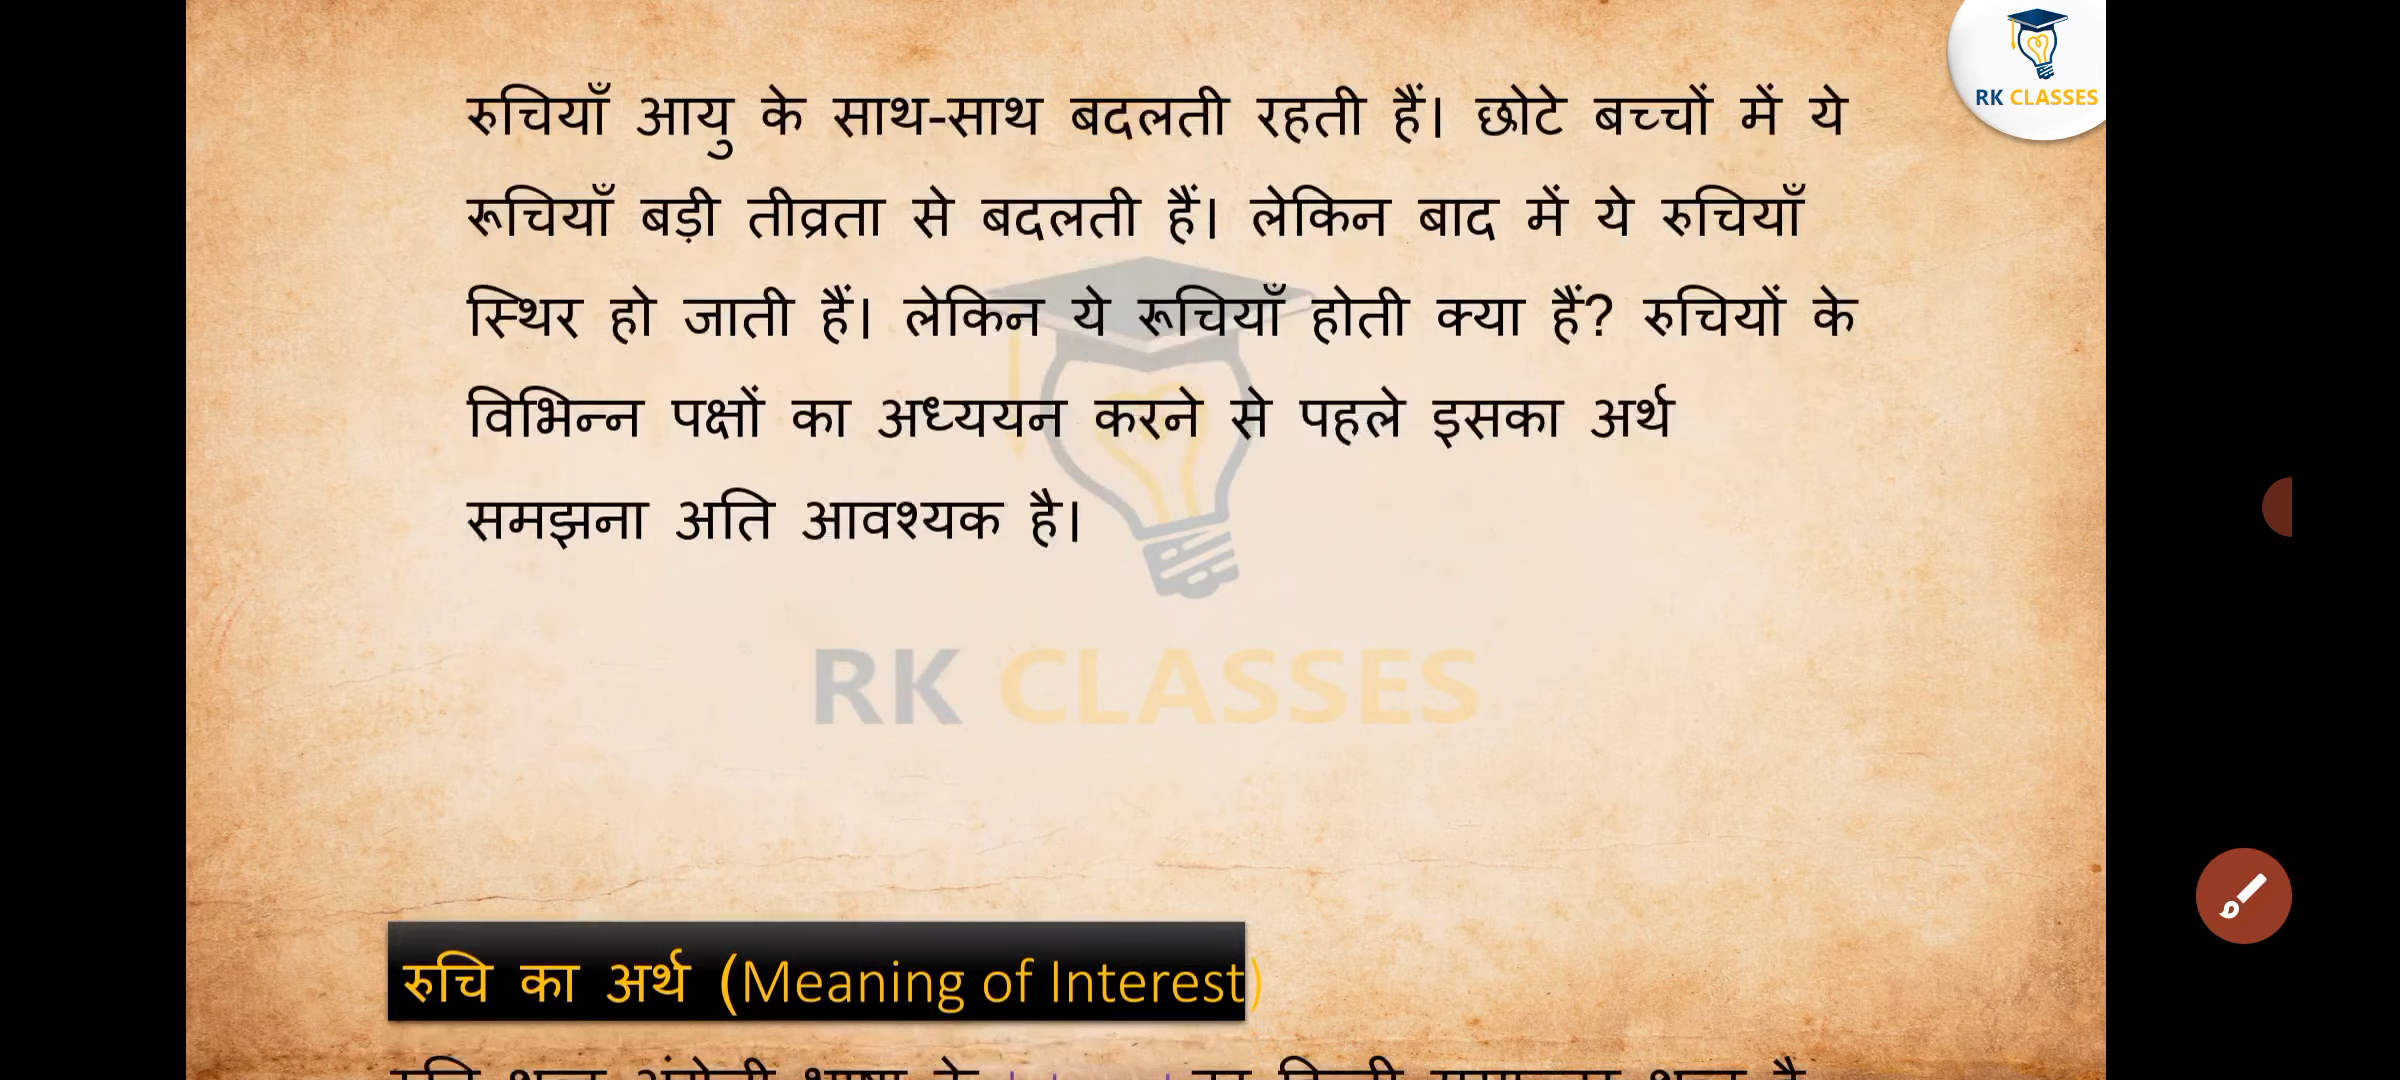 RK CLASSES
रुचियाँ आयु के साथ-साथ बदलती रहती हैं। छोटे बच्चों में ये
रूचियाँ बड़ी तीव्रता से बदलती हैं। लेकिन बाद में ये रुचियाँ
स्थिर हो जाती हैं। लेकिन ये रूचियाँ होती क्या हैं? रुचियों के
विभिन्न पक्षों का अध्ययन करने से पहले इसका अर्थ
समझना अति आवश्यक है।
RK CLASSES
रुचि का अर्थ (Meaning of Interest)